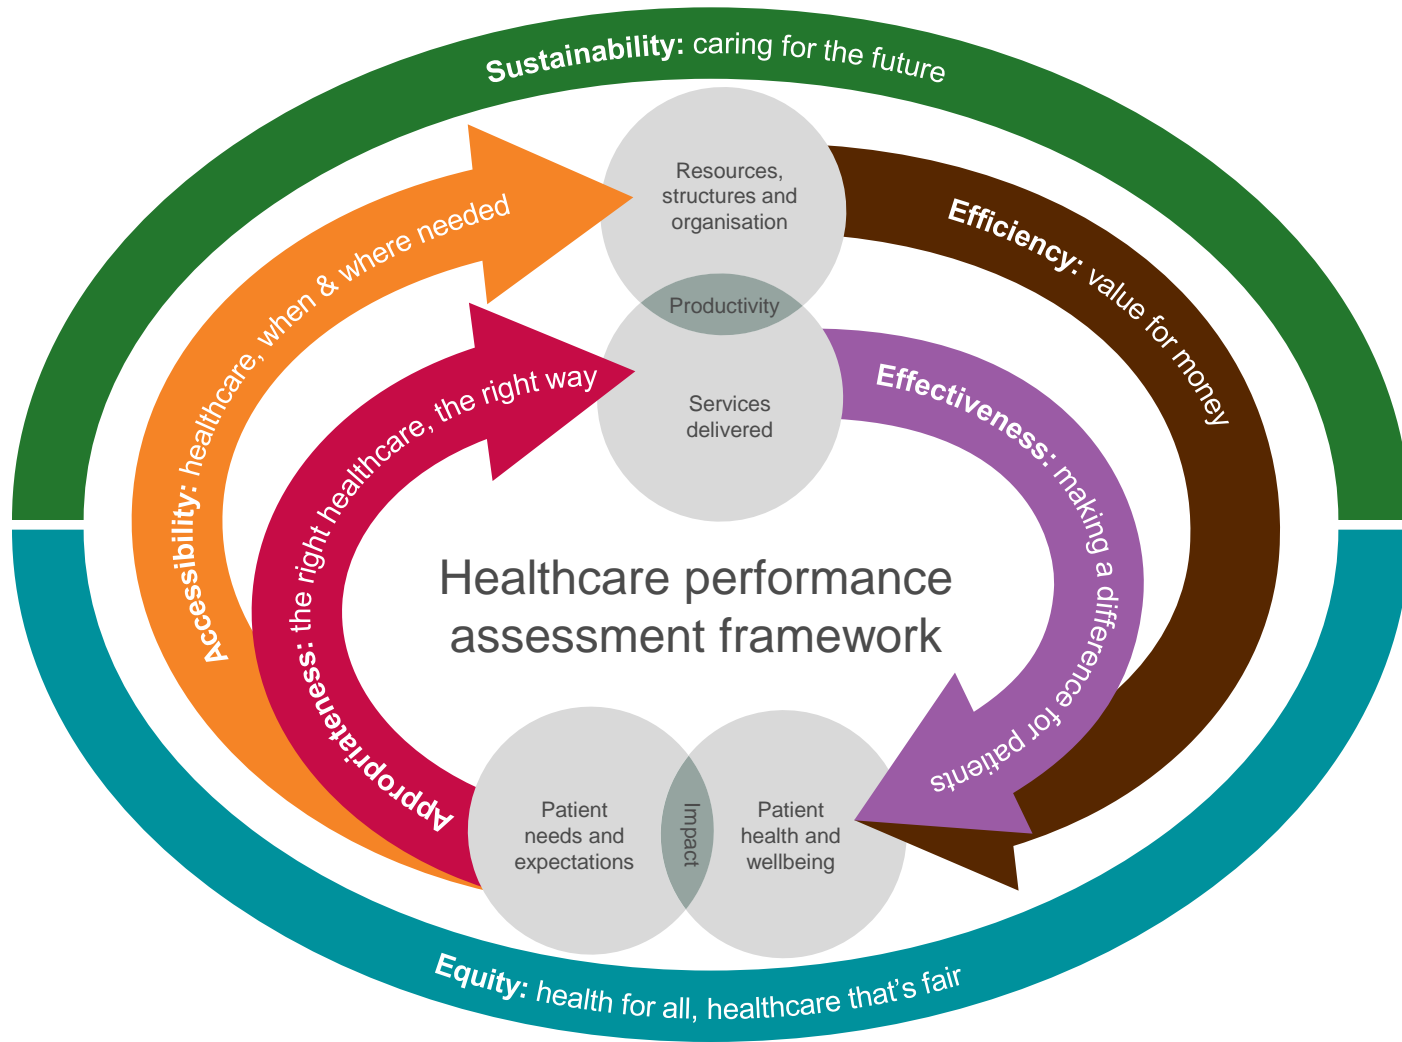 Sustainability: caring for the future
Resources,
structures and
organisation
Productivity
Services
delivered
Accessibility: healthcare, when & where needed
Appropriateness: the right healthcare, the right way
Efficiency: value for money
Effectiveness: making a difference for patients
Healthcare performance
assessment framework
Patient
needs and
expectations
Impact
Patient
health and
wellbeing
Equity: health for all, healthcare that's fair